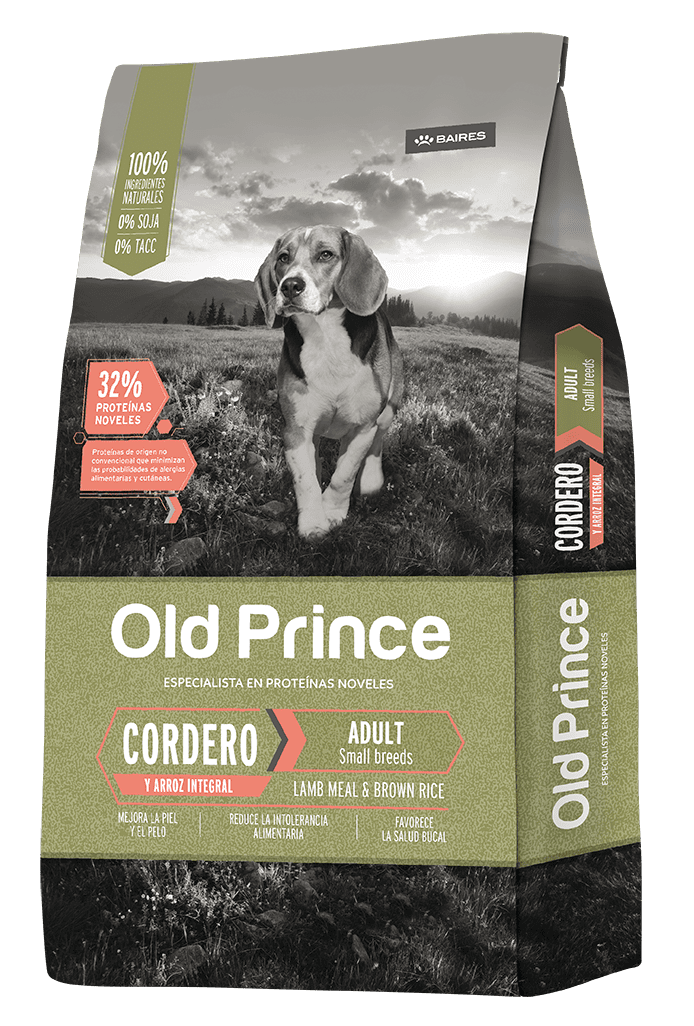 BAIRES
100%
INGREDIENTES
NATURALES
0% SOJA
0% TACC
32%
PROTEÍNAS
NOVELES
Proteínas de origen no
convencional que minimizan
las probabilidades de alergias
alimentarias y cutáneas.
Old Prince
ESPECIALISTA EN PROTEÍNAS NOVELES
CORDERO
Y ARROZ INTEGRAL
ADULT
Small breeds
LAMB MEAL & BROWN RICE
MEJORA LA PIEL
Y EL PELO
REDUCE LA INTOLERANCIA
ALIMENTARIA
FAVORECE
LA SALUD BUCAL
ADULT
Small breeds
CORDERO
Y ARROZ INTEGRAL
Old Prince
ESPECIALISTA EN PROTEÍNAS NOVELES